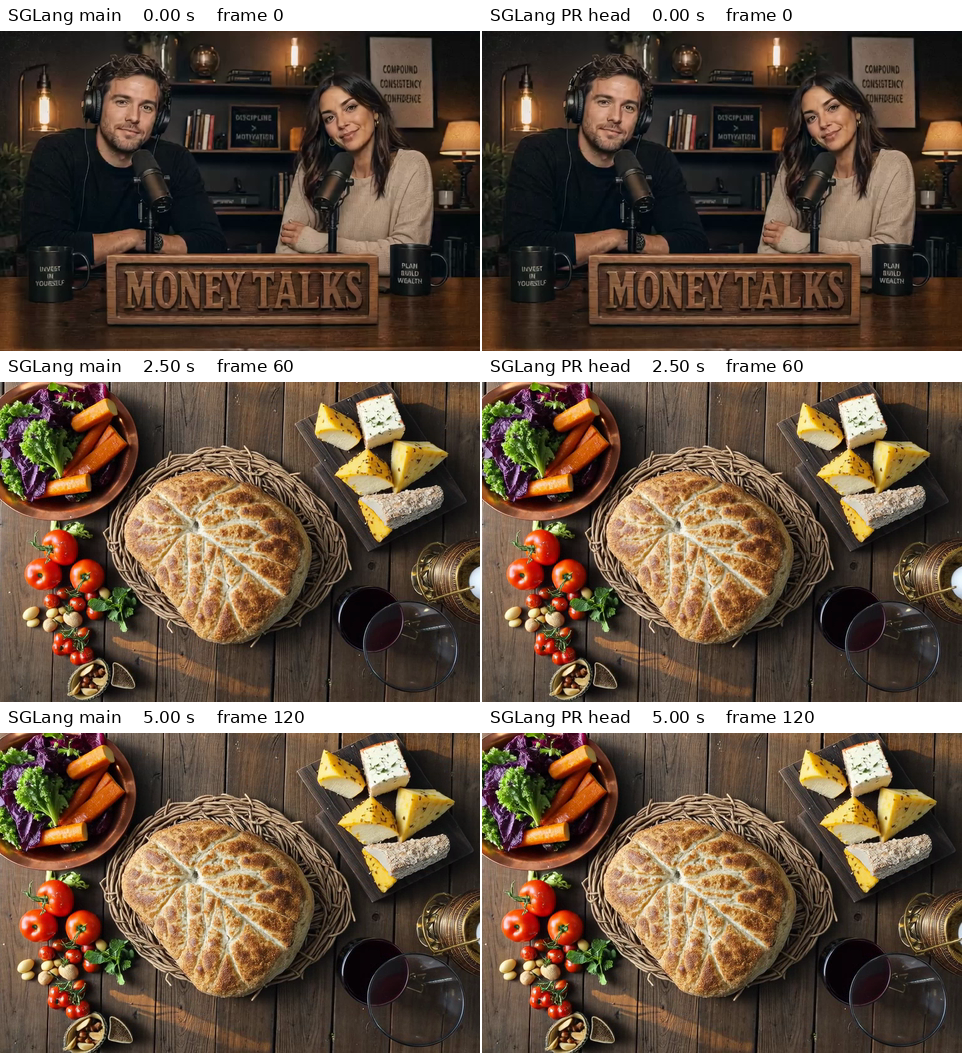 SGLang main 0.00 s frame 0
SGLang PR head 0.00 s frame 0
COMPOUND
CONSISTENCY
CONFIDENCE
DISCIPLINE
>
MOTIVATION
INVEST
IN
YOURSELF
PLAN
BUILD
WEALTH
MONEY TALKS
COMPOUND
CONSISTENCY
CONFIDENCE
DISCIPLINE
>
MOTIVATION
INVEST
IN
YOURSELF
PLAN
BUILD
WEALTH
MONEY TALKS
SGLang main 2.50 s frame 60
SGLang PR head 2.50 s frame 60
SGLang main 5.00 s frame 120
SGLang PR head 5.00 s frame 120